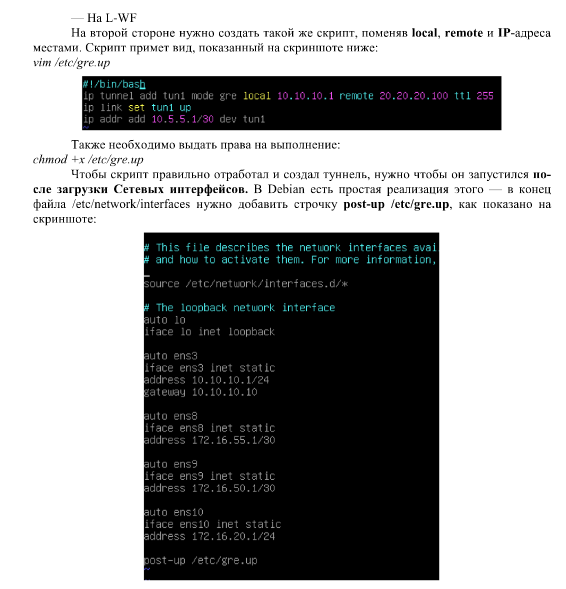 — На L-WF
На второй стороне нужно создать такой же скрипт, поменяв local, remote и IP-адреса
местами. Скрипт примет вид, показанный на скриншоте ниже:
vim /etc/gre.up
#!/bin/bash
ip tunnel add tun1 mode gre local 10.10.10.1 remote 20.20.20.100 ttl 255
ip link set tun1 up
ip addr add 10.5.5.1/30 dev tun1
~
Также необходимо выдать права на выполнение:
chmod +x /etc/gre.up
Чтобы скрипт правильно отработал и создал туннель, нужно чтобы он запустился по-
сле загрузки Сетевых интерфейсов. В Debian есть простая реализация этого — в конец
файла /etc/network/interfaces нужно добавить строчку post-up /etc/gre.up, как показано на
скриншоте:
# This file describes the network interfaces avai
# and how to activate them. For more information,
source /etc/network/interfaces.d/*
# The loopback network interface
auto lo
iface lo inet loopback
auto ens3
iface ens3 inet static
address 10.10.10.1/24
gateway 10.10.10.10
auto ens8
iface ens8 inet static
address 172.16.55.1/30
auto ens9
iface ens9 inet static
address 172.16.50.1/30
auto ens10
iface ens10 inet static
address 172.16.20.1/24
post-up /etc/gre.up
~